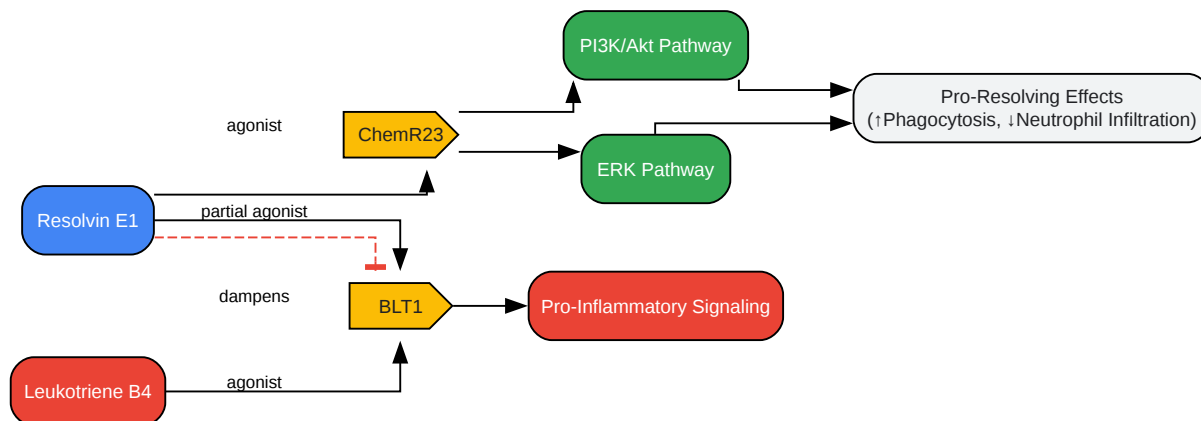 PI3K/Akt Pathway
Pro-Resolving Effects
(↑Phagocytosis, ↓Neutrophil Infiltration)
agonist
ChemR23
ERK Pathway
Resolvin E1
partial agonist
dampens
BLT1
Pro-Inflammatory Signaling
Leukotriene B4
agonist